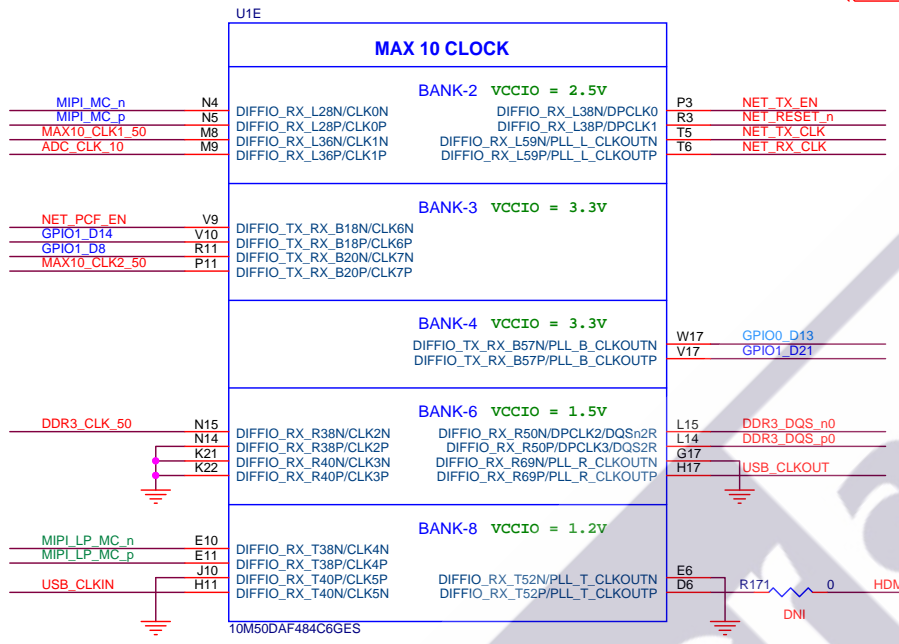 U1E
MAX 10 CLOCK
BANK-2 VCCIO = 2.5V
MIPI_MC_n N4 DIFFIO_RX_L28N/CLK0N DIFFIO_RX_L38N/DPCLK0 P3 NET_TX_EN
MIPI_MC_p N5 DIFFIO_RX_L28P/CLK0P DIFFIO_RX_L38P/DPCLK1 R3 NET_RESET_n
MAX10_CLK1_50 M8 DIFFIO_RX_L36N/CLK1N DIFFIO_RX_L59N/PLL_L_CLKOUTN T5 NET_TX_CLK
ADC_CLK_10 M9 DIFFIO_RX_L36P/CLK1P DIFFIO_RX_L59P/PLL_L_CLKOUTP T6 NET_RX_CLK
BANK-3 VCCIO = 3.3V
NET_PCF_EN V9 DIFFIO_TX_RX_B18N/CLK6N
GPIO1_D14 V10 DIFFIO_TX_RX_B18P/CLK6P
GPIO1_D8 R11 DIFFIO_TX_RX_B20N/CLK7N
MAX10_CLK2_50 P11 DIFFIO_TX_RX_B20P/CLK7P
BANK-4 VCCIO = 3.3V
DIFFIO_TX_RX_B57N/PLL_B_CLKOUTN W17 GPIO0_D13
DIFFIO_TX_RX_B57P/PLL_B_CLKOUTP V17 GPIO1_D21
BANK-6 VCCIO = 1.5V
DDR3_CLK_50 N15 DIFFIO_RX_R38N/CLK2N DIFFIO_RX_R50N/DPCLK2/DQSn2R L15 DDR3_DQS_n0
N14 DIFFIO_RX_R38P/CLK2P DIFFIO_RX_R50P/DPCLK3/DQS2R L14 DDR3_DQS_p0
K21 DIFFIO_RX_R40N/CLK3N DIFFIO_RX_R69N/PLL_R_CLKOUTN G17
K22 DIFFIO_RX_R40P/CLK3P DIFFIO_RX_R69P/PLL_R_CLKOUTP H17 USB_CLKOUT
BANK-8 VCCIO = 1.2V
MIPI_LP_MC_n E10 DIFFIO_RX_T38N/CLK4N
MIPI_LP_MC_p E11 DIFFIO_RX_T38P/CLK4P
J10 DIFFIO_RX_T40P/CLK5P DIFFIO_RX_T52N/PLL_T_CLKOUTN E6
USB_CLKIN H11 DIFFIO_RX_T40N/CLK5N DIFFIO_RX_T52P/PLL_T_CLKOUTP D6 R171 0
DNI
10M50DAF484C6GES